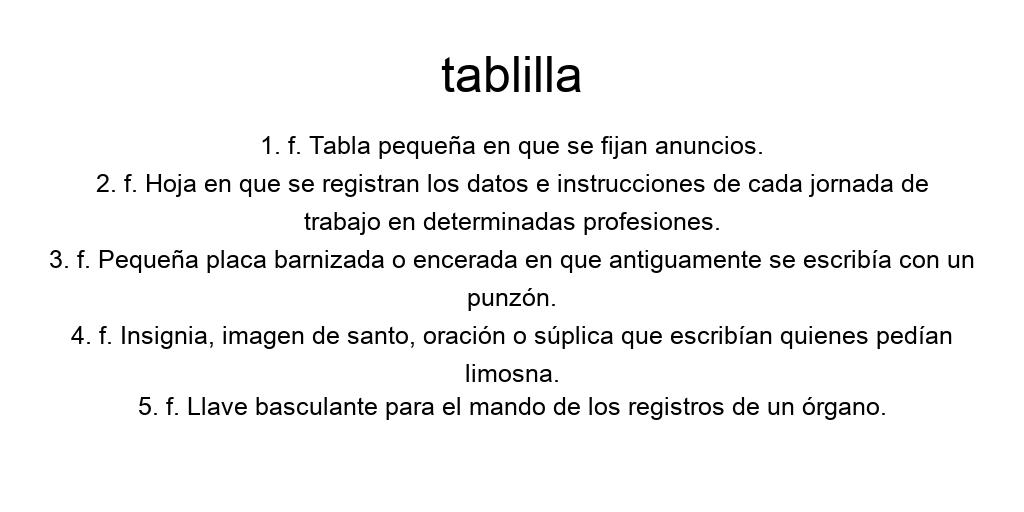 tablilla
1. f. Tabla pequeña en que se fijan anuncios.
2. f. Hoja en que se registran los datos e instrucciones de cada jornada de
trabajo en determinadas profesiones.
3. f. Pequeña placa barnizada o encerada en que antiguamente se escribía con un
punzón.
4. f. Insignia, imagen de santo, oración o súplica que escribían quienes pedían
limosna.
5. f. Llave basculante para el mando de los registros de un órgano.